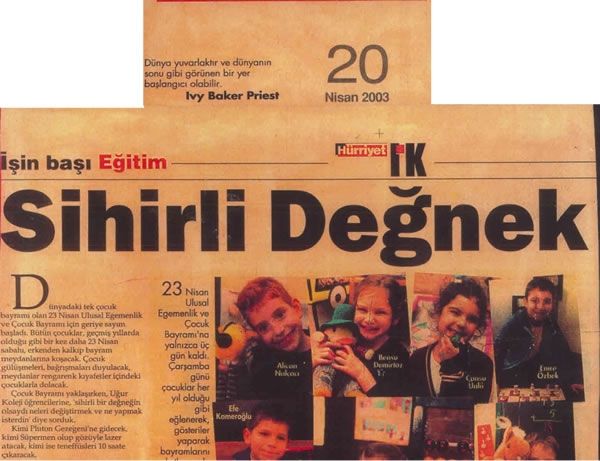 Dünya yuvarlaktır ve dünyanın
sonu gibi görünen bir yer
başlangıcı olabilir.
Ivy Baker Priest
20
Nisan 2003
İşin başı Eğitim
Hürriyet İK
Sihirli Değnek
Dünyadaki tek çocuk
bayramı olan 23 Nisan Ulusal Egemenlik
ve Çocuk Bayramı için geriye sayım
başladı. Bütün çocuklar, geçmiş yıllarda
olduğu gibi bir kez daha 23 Nisan
sabahı, erkenden kalkıp bayram
meydanlarına koşacak. Çocuk
gülüşmeleri, bağrışmaları duyulacak,
meydanlar rengarenk kıyafetler içindeki
çocuklarla dolacak.
Çocuk Bayramı yaklaşırken, Uğur
Koleji öğrencilerine, 'sihirli bir değneğin
olsaydı neleri değiştirmek ve ne yapmak
isterdin' diye sorduk.
Kimi Pluton Gezegeni'ne gidecek,
kimi Süpermen olup gözüyle lazer
atacak, kimi ise teneffüsleri 10 saate
çıkaracak.
23 Nisan
Ulusal
Egemenlik ve
Çocuk
Bayramı'na
yalnızca üç
gün kaldı.
Çarşamba
günü
çocuklar her
yıl olduğu
gibi
eğlenerek,
gösteriler
yaparak
bayramlarını
Alican
Bensu
Demirtoz
Cansu
Ünlü
Emre
Özbek
Efe
Kameroğlu